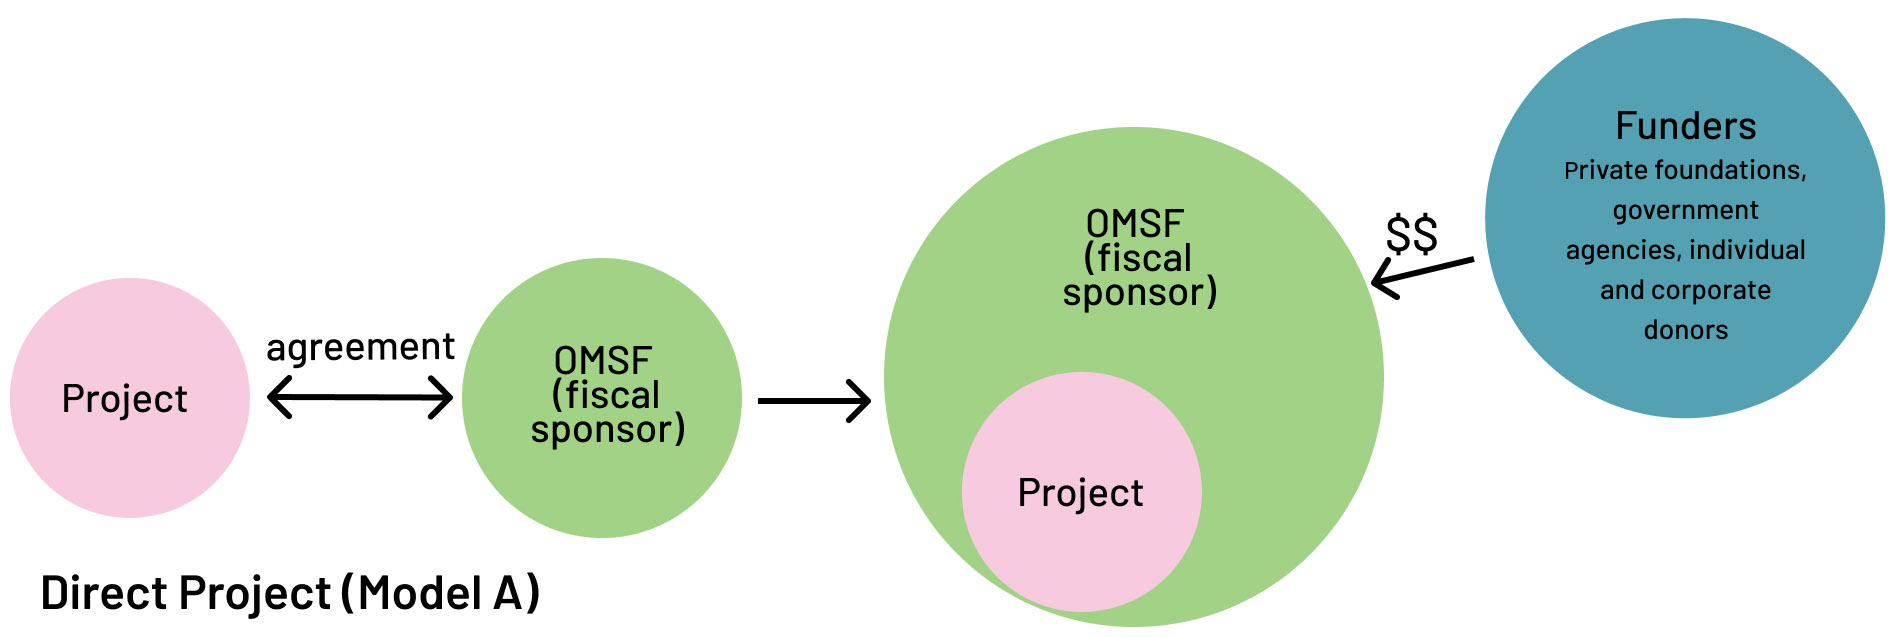 Project
agreement
OMSF
(fiscal
sponsor)
OMSF
(fiscal
sponsor)
Project
$$
Funders
Private foundations,
government
agencies, individual
and corporate
donors
Direct Project (Model A)